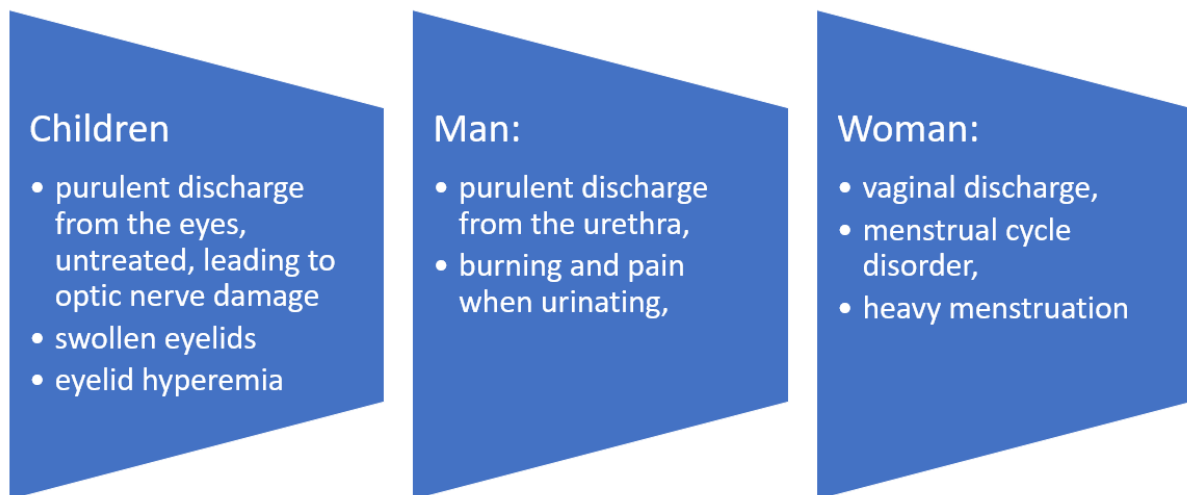 Children
• purulent discharge
from the eyes,
untreated, leading to
optic nerve damage
• swollen eyelids
• eyelid hyperemia
Man:
• purulent discharge
from the urethra,
• burning and pain
when urinating,
Woman:
• vaginal discharge,
• menstrual cycle
disorder,
• heavy menstruation